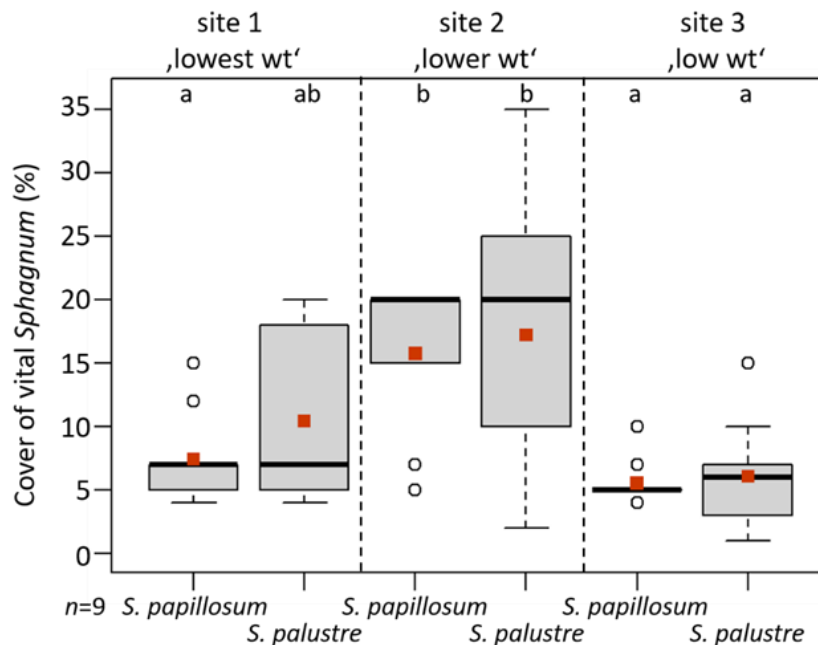 site 1 site 2 site 3
‚lowest wt‘ ‚lower wt‘ ‚low wt‘
a ab b b a a
Cover of vital Sphagnum (%)
35
30
25
20
15
10
5
0
n=9 S. papillosum S. papillosum S. papillosum
S. palustre S. palustre S. palustre